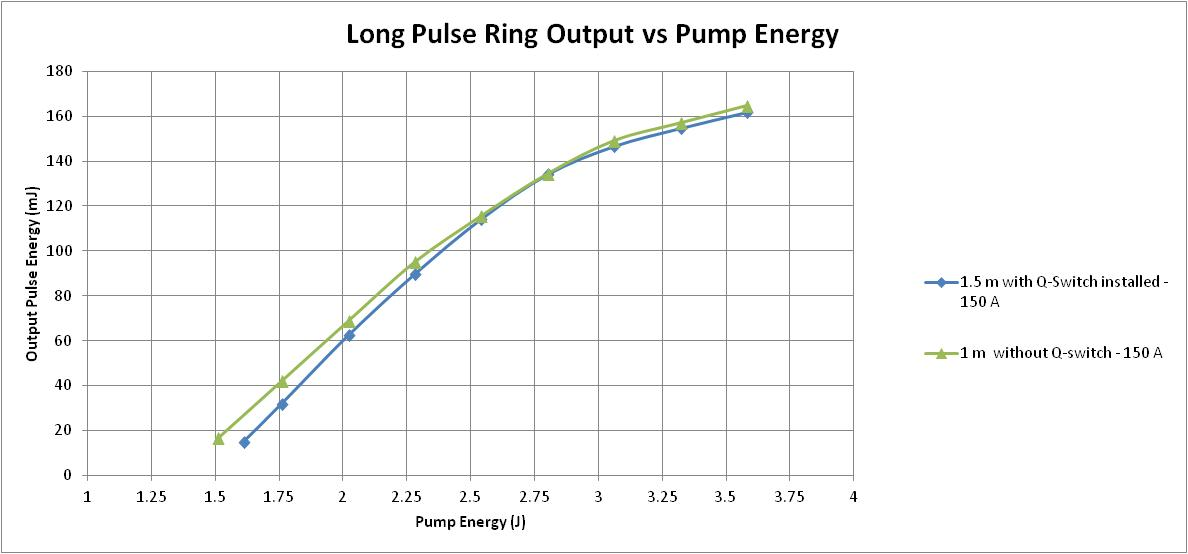 Long Pulse Ring Output vs Pump Energy
180
160
140
120
100
80
60
40
20
0
Output Pulse Energy (mJ)
1 1.25 1.5 1.75 2 2.25 2.5 2.75 3 3.25 3.5 3.75 4
Pump Energy (J)
1.5 m with Q-Switch installed -
150 A
1 m without Q-switch - 150 A